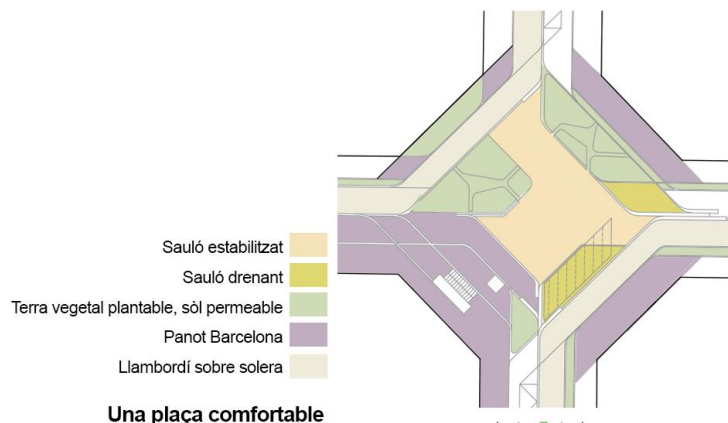 Sauló estabilitzat
Sauló drenant
Terra vegetal plantable, sòl permeable
Panot Barcelona
Llambordí sobre solera
Una plaça comfortable